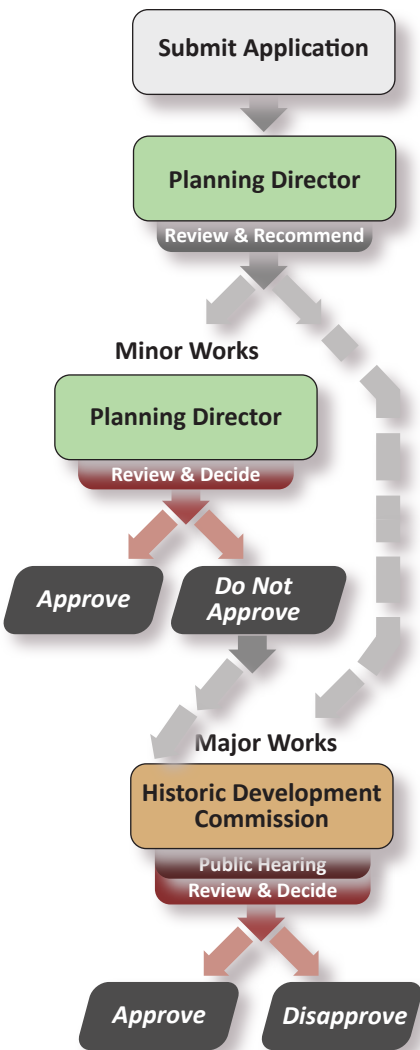 Submit Application
Planning Director
Review & Recommend
Minor Works
Planning Director
Review & Decide
Approve
Do Not
Approve
Major Works
Historic Development
Commission
Public Hearing
Review & Decide
Approve
Disapprove